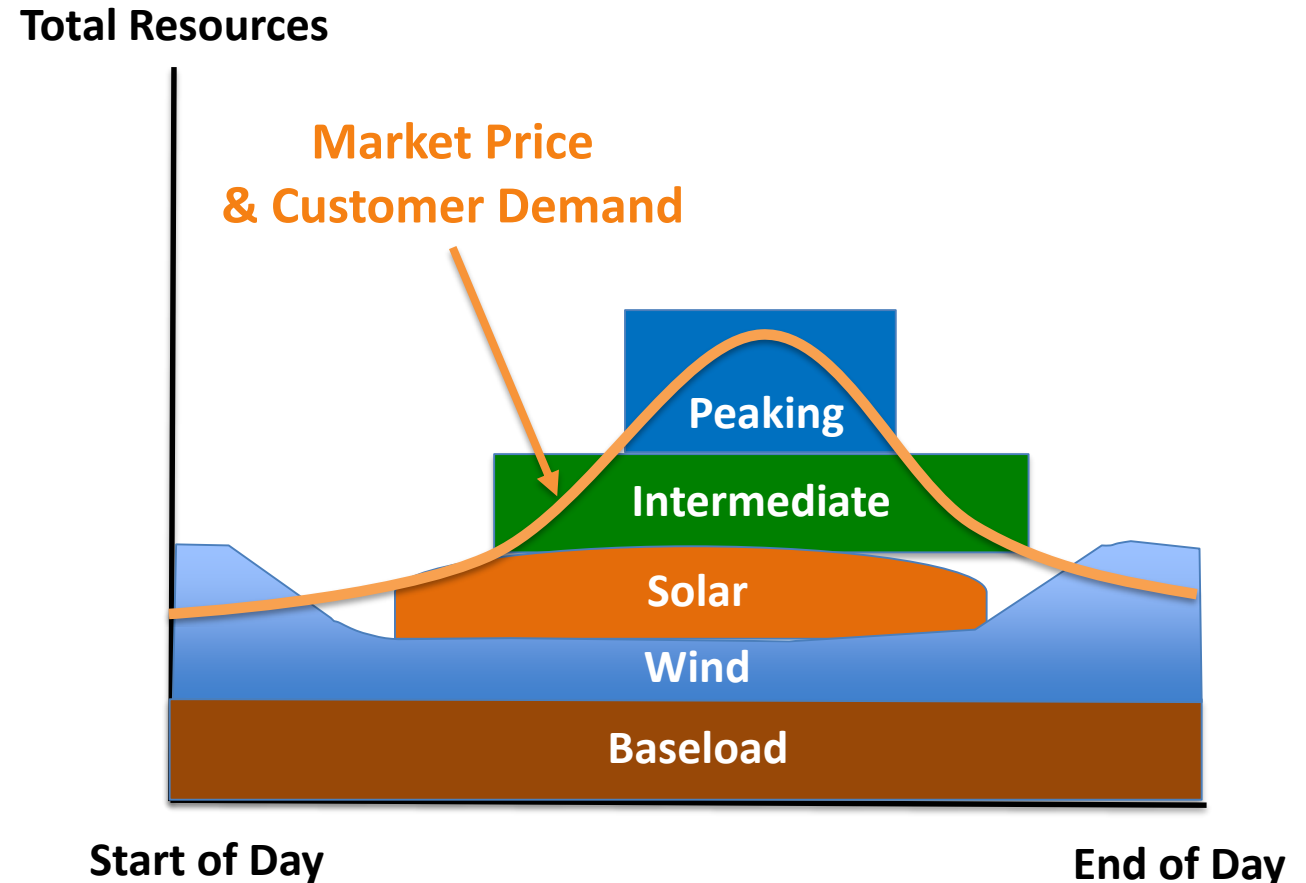 Total Resources
Market Price
& Customer Demand
Peaking
Intermediate
Solar
Wind
Baseload
Start of Day
End of Day